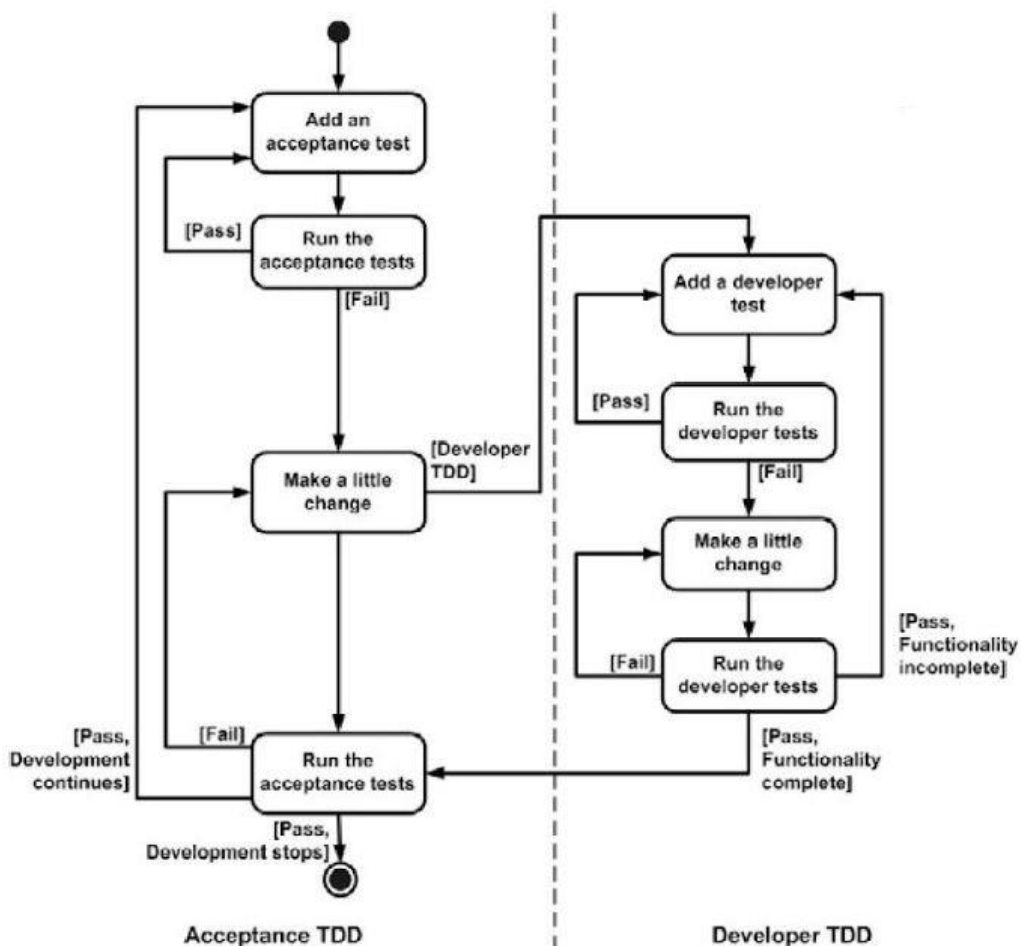 Add an
acceptance test
[Pass]
Run the
acceptance tests
[Fail]
Make a little
change
[Developer
TDD]
[Fail]
[Pass,
Development
continues]
Run the
acceptance tests
[Pass,
Development stops]
Acceptance TDD
Add a developer
test
[Pass]
Run the
developer tests
[Fail]
Make a little
change
[Fail]
Run the
developer tests
[Pass,
Functionality
incomplete]
[Pass,
Functionality
complete]
Developer TDD